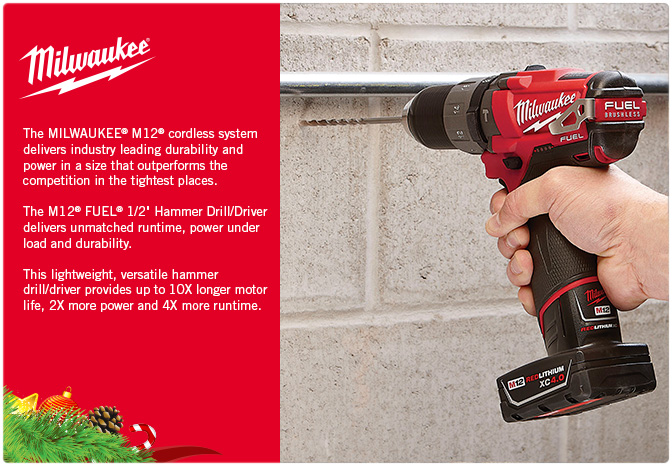 Milwaukee®
The MILWAUKEE® M12® cordless system
delivers industry leading durability and
power in a size that outperforms the
competition in the tightest places.
The M12® FUEL® 1/2' Hammer Drill/Driver
delivers unmatched runtime, power under
load and durability.
This lightweight, versatile hammer
drill/driver provides up to 10X longer motor
life, 2X more power and 4X more runtime.
Milwaukee
FUEL
BRUSHLESS
FUEL
Milwaukee
M12
REDLITHIUM
M12 REDLITHIUM
XC4.0